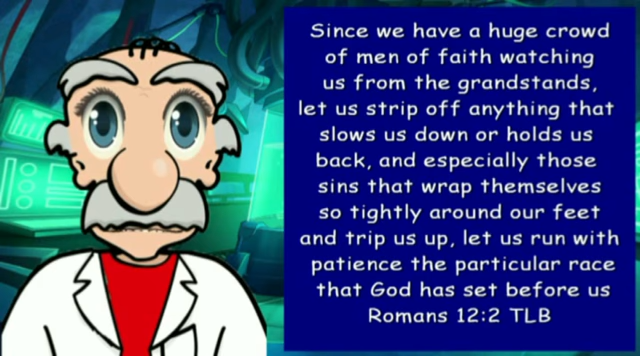 Since we have a huge crowd
of men of faith watching
us from the grandstands,
let us strip off anything that
slows us down or holds us
back, and especially those
sins that wrap themselves
so tightly around our feet
and trip us up, let us run with
patience the particular race
that God has set before us
Romans 12:2 TLB